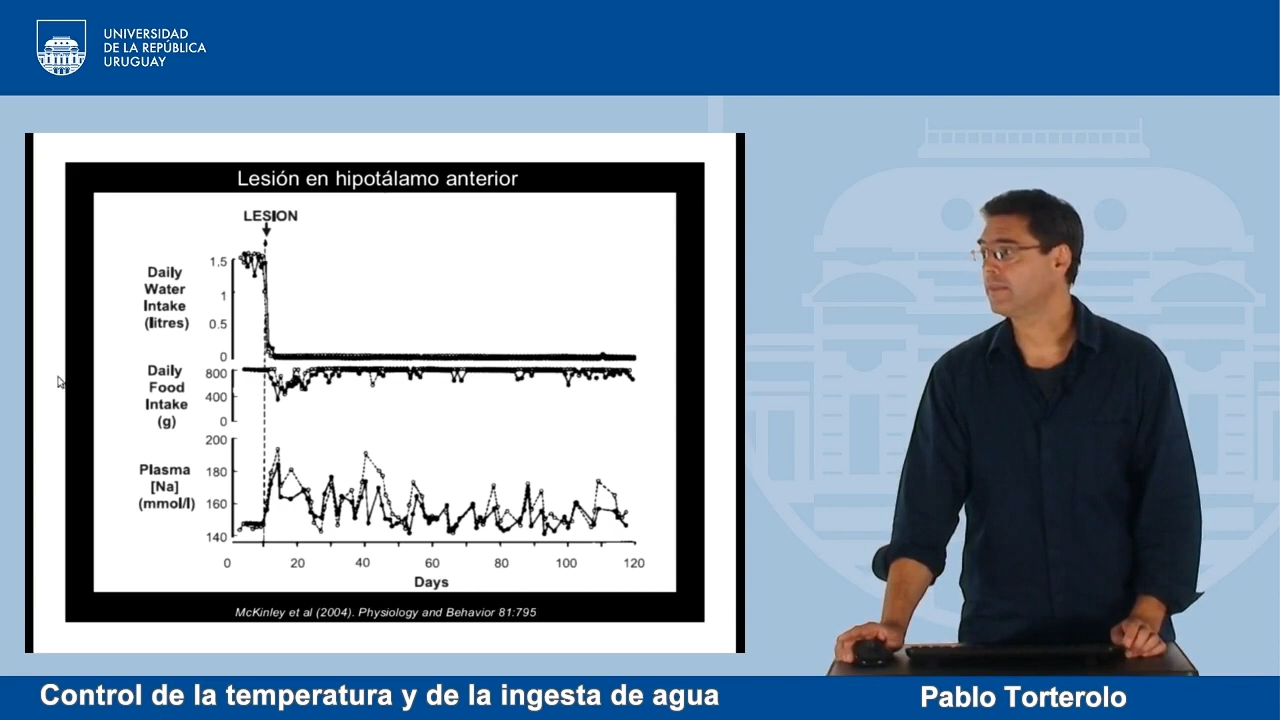 UNIVERSIDAD
DE LA REPÚBLICA
URUGUAY
Lesión en hipotálamo anterior
LESION
Daily
Water
Intake
(litres)
1.5
1
0.5
0
Daily
Food
Intake
(g)
800
400
0
Plasma
[Na]
(mmol/l)
200
180
160
140
0 20 40 60 80 100 120
Days
McKinley et al (2004). Physiology and Behavior 81:795
Control de la temperatura y de la ingesta de agua
Pablo Torterolo